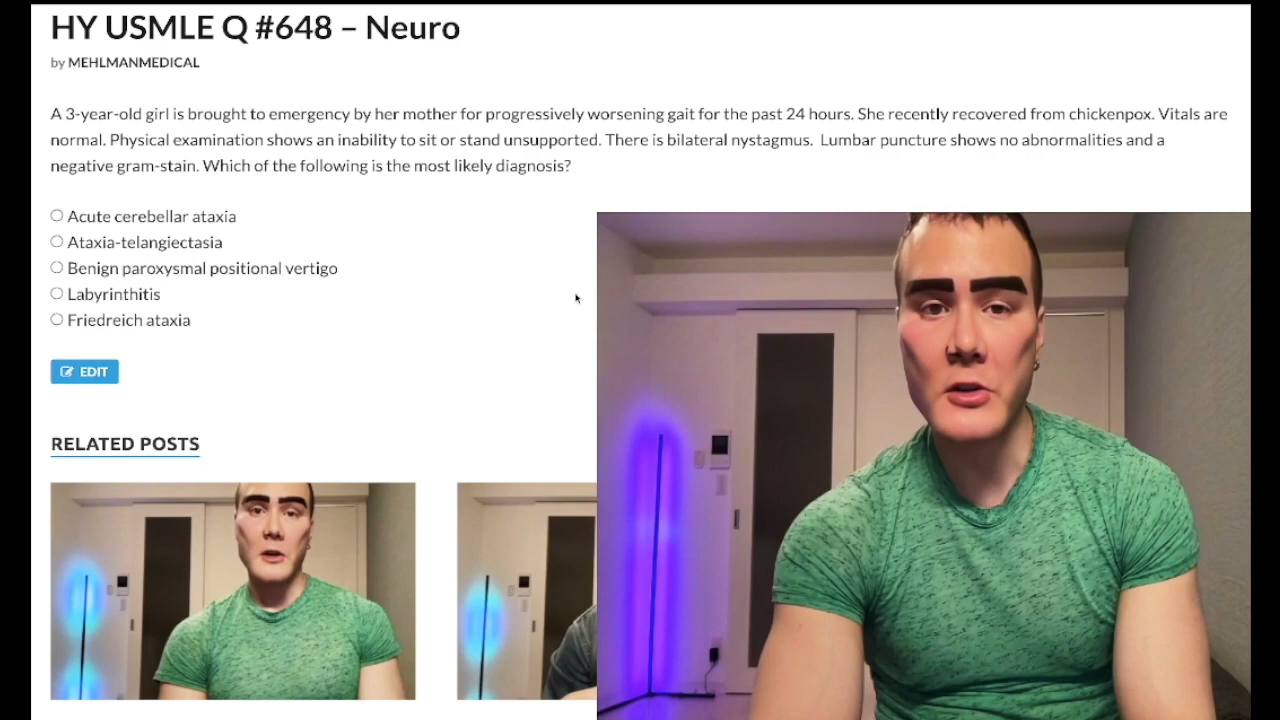 HY USMLE Q #648 – Neuro
by MEHLMANMEDICAL
A 3-year-old girl is brought to emergency by her mother for progressively worsening gait for the past 24 hours. She recently recovered from chickenpox. Vitals are
normal. Physical examination shows an inability to sit or stand unsupported. There is bilateral nystagmus.  Lumbar puncture shows no abnormalities and a
negative gram-stain. Which of the following is the most likely diagnosis?
Acute cerebellar ataxia
Ataxia-telangiectasia
Benign paroxysmal positional vertigo
Labyrinthitis
Friedreich ataxia
EDIT
RELATED POSTS